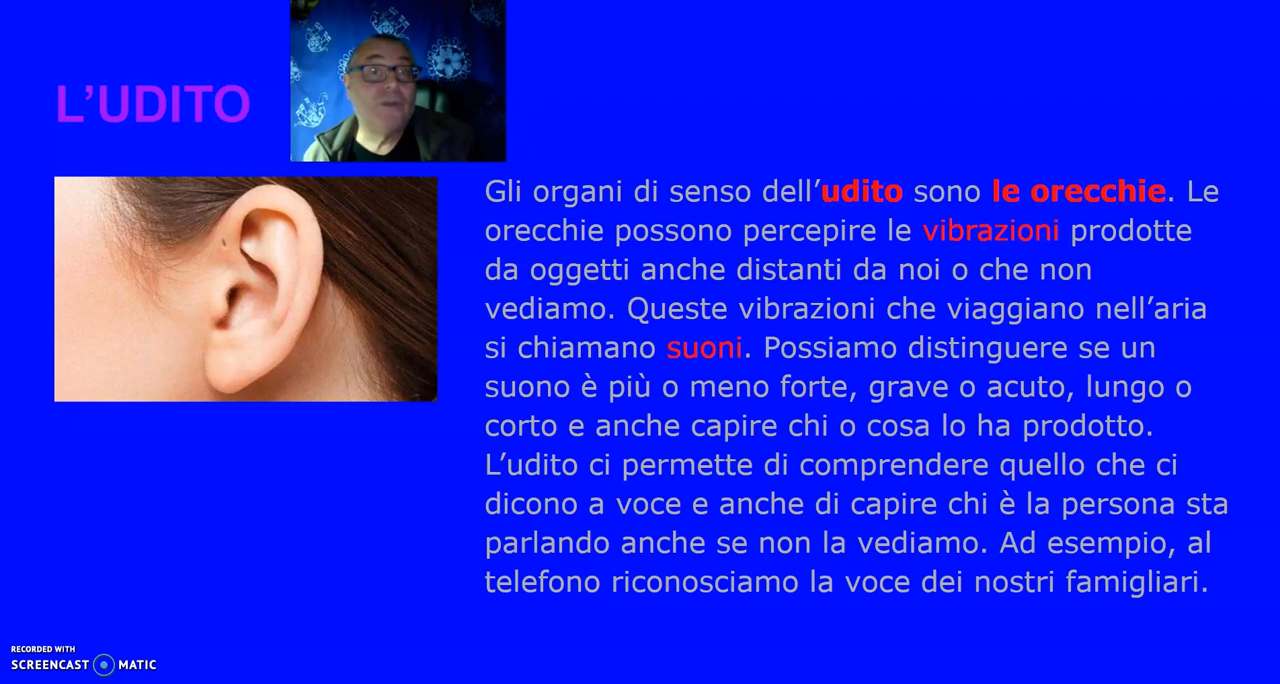 L’UDITO
Gli organi di senso dell’udito sono le orecchie. Le
orecchie possono percepire le vibrazioni prodotte
da oggetti anche distanti da noi o che non
vediamo. Queste vibrazioni che viaggiano nell’aria
si chiamano suoni. Possiamo distinguere se un
suono è più o meno forte, grave o acuto, lungo o
corto e anche capire chi o cosa lo ha prodotto.
L’udito ci permette di comprendere quello che ci
dicono a voce e anche di capire chi è la persona sta
parlando anche se non la vediamo. Ad esempio, al
telefono riconosciamo la voce dei nostri famigliari.
RECORDED WITH
SCREENCAST MATIC